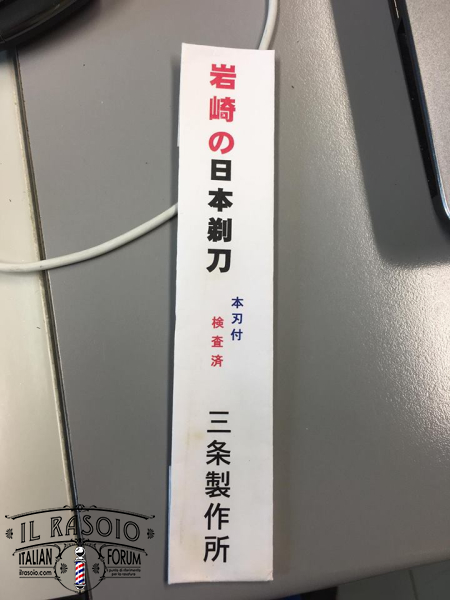 岩崎の日本剃刀
本刃付
検査済
三条製作所
IL RASOIO
ITALIAN FORUM
ilrasoio.com